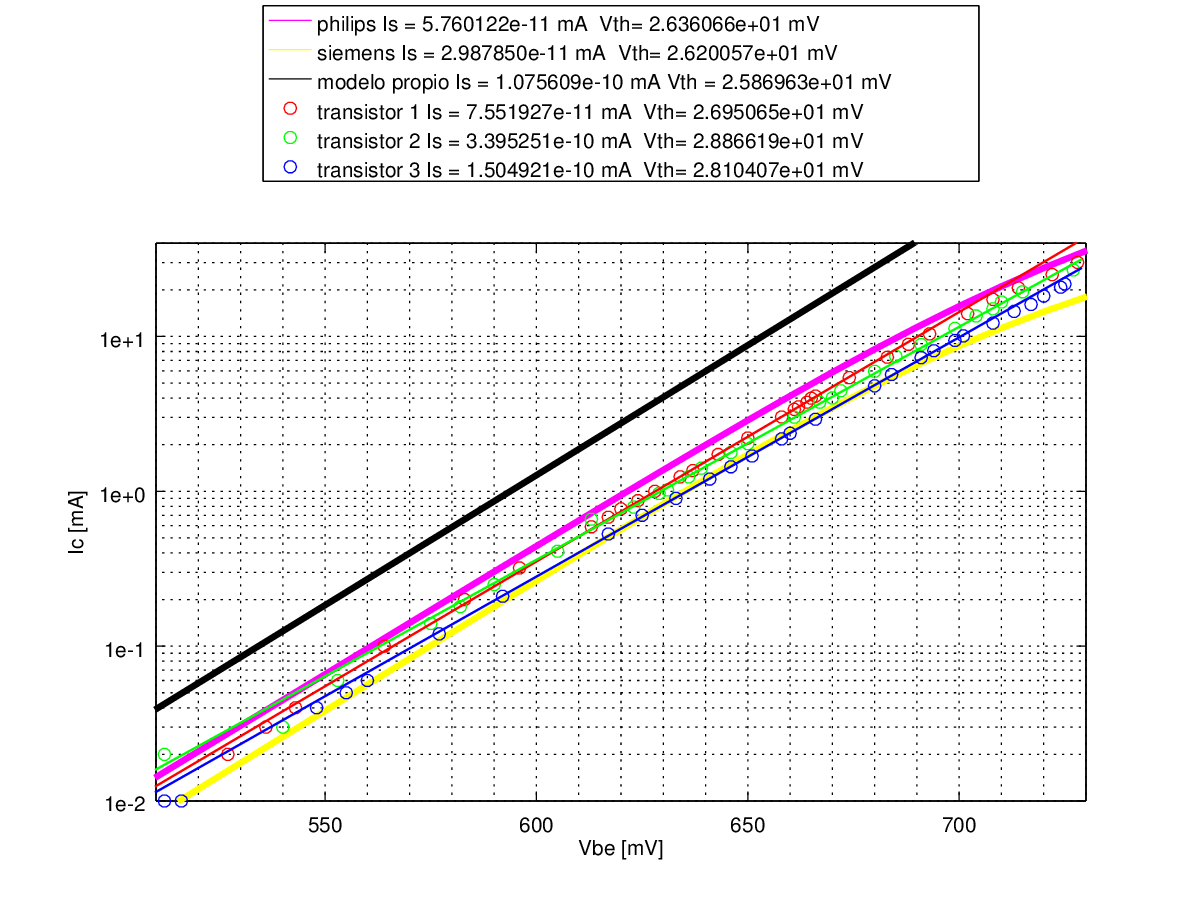 philips Is = 5.760122e-11 mA  Vth= 2.636066e+01 mV
siemens Is = 2.987850e-11 mA  Vth= 2.620057e+01 mV
modelo propio Is = 1.075609e-10 mA Vth = 2.586963e+01 mV
transistor 1 Is = 7.551927e-11 mA  Vth= 2.695065e+01 mV
transistor 2 Is = 3.395251e-10 mA  Vth= 2.886619e+01 mV
transistor 3 Is = 1.504921e-10 mA  Vth= 2.810407e+01 mV
1e+1
1e+0
1e-1
1e-2
Ic [mA]
550 600 650 700
Vbe [mV]